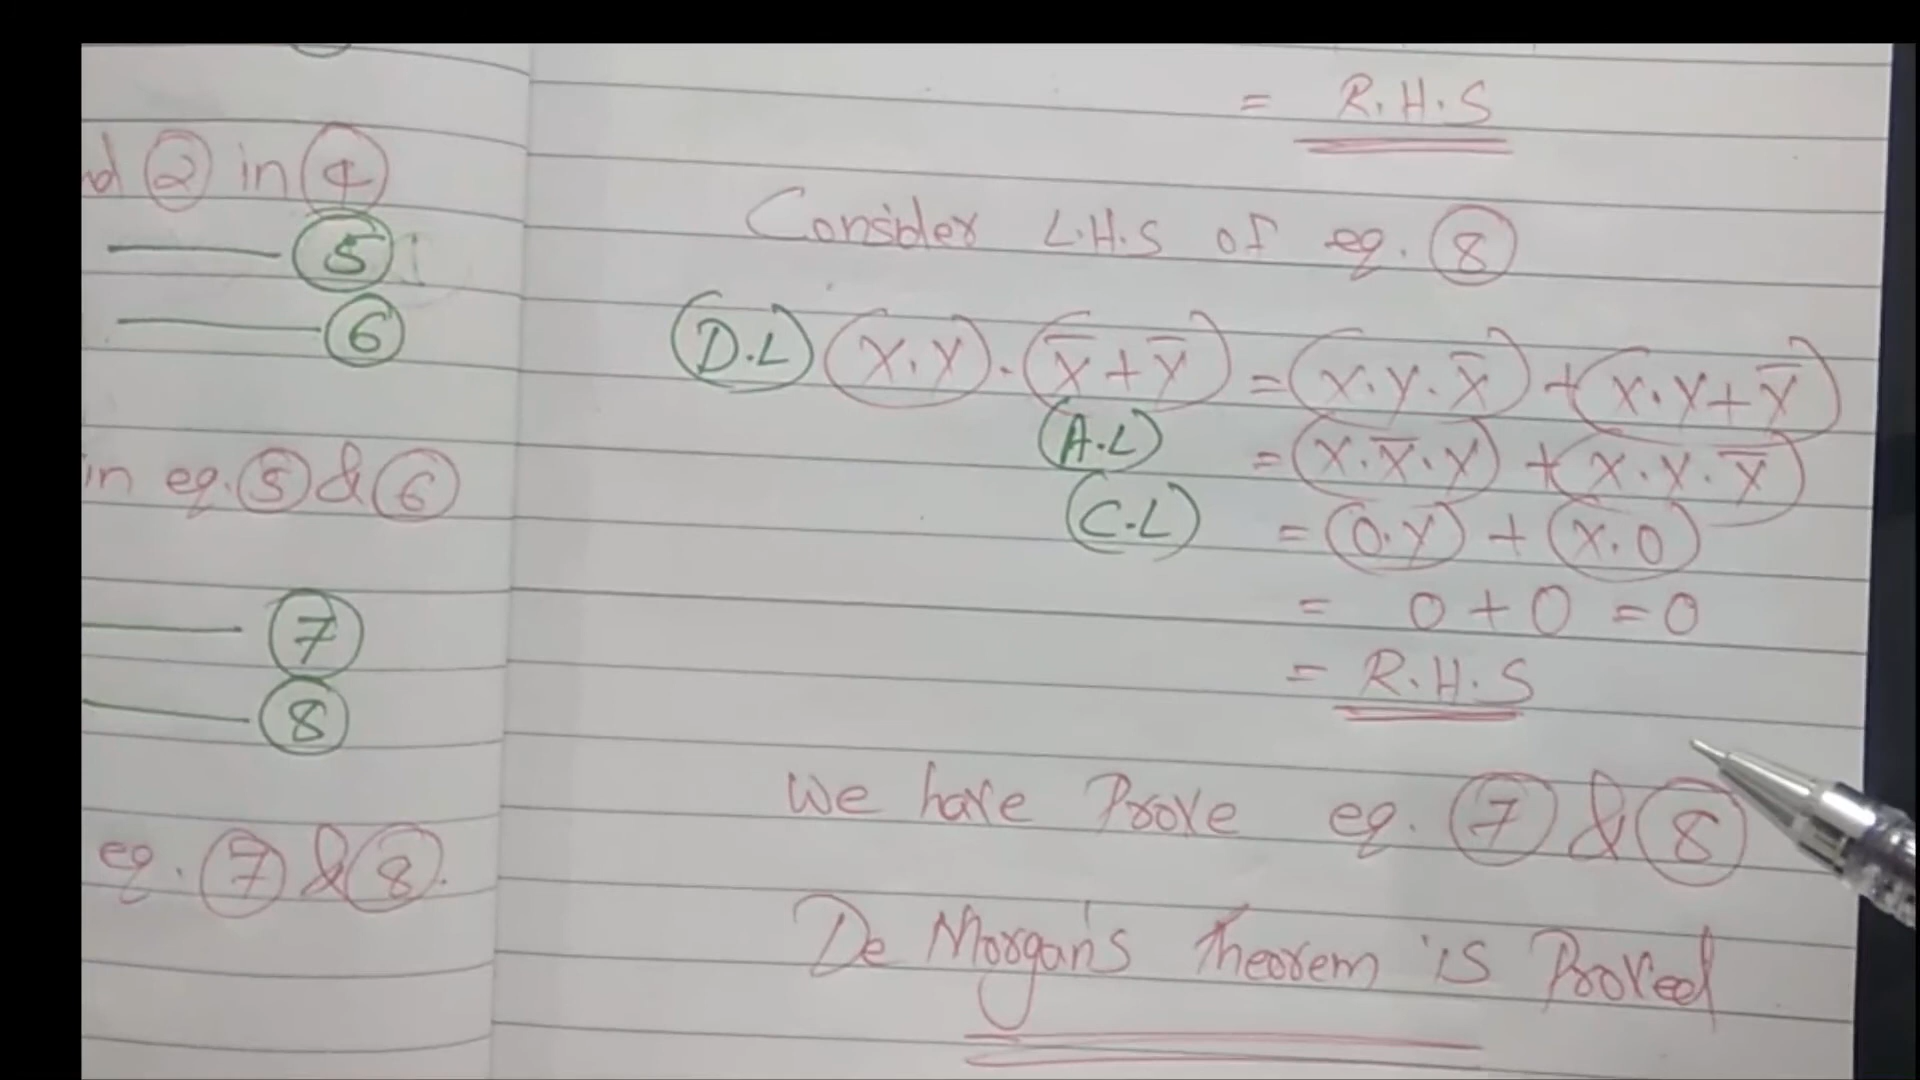 nd ② in ④
⑤
⑥
in eq. ⑤ & ⑥
⑦
⑧
eq. ⑦ & ⑧.
= R.H.S
Consider L.H.S of eq. ⑧
(D.L) (X.Y).(X̅+Y̅) = (X.Y.X̅)+(X.Y+Y̅)
(A.L) = (X.X̅.Y)+(X.Y.Y̅)
(C.L) = (0.Y)+(X.0)
= 0+0 =0
= R.H.S
We have Prove eq. ⑦ & ⑧
De Morgan's theorem is Proved